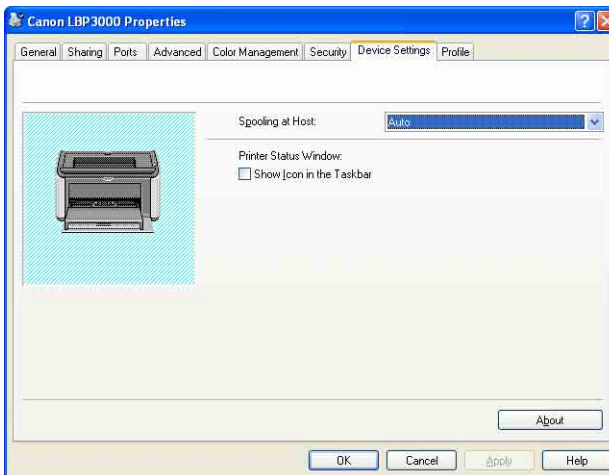 Canon LBP3000 Properties
General Sharing Ports Advanced Color Management Security Device Settings Profile
Spooling at Host: Auto
Printer Status Window:
Show Icon in the Taskbar
About
OK Cancel Apply Help